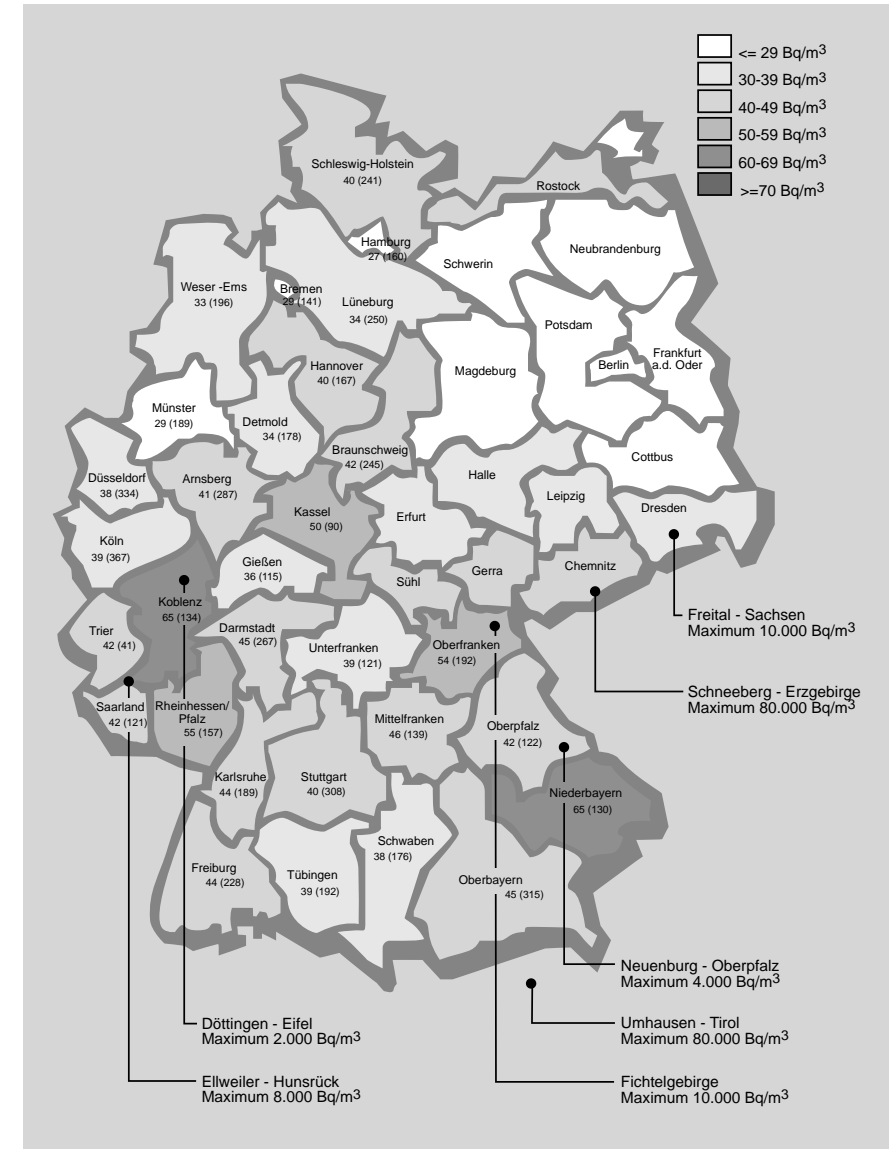 <= 29 Bq/m3
30-39 Bq/m3
40-49 Bq/m3
50-59 Bq/m3
60-69 Bq/m3
>=70 Bq/m3
Schleswig-Holstein
40 (241)
Rostock
Hamburg
27 (160)
Schwerin
Neubrandenburg
Weser -Ems
33 (196)
Bremen
29 (141)
Lüneburg
34 (250)
Potsdam
Berlin
Frankfurt
a.d. Oder
Hannover
40 (167)
Magdeburg
Münster
29 (189)
Detmold
34 (178)
Braunschweig
42 (245)
Cottbus
Düsseldorf
38 (334)
Arnsberg
41 (287)
Halle
Leipzig
Kassel
50 (90)
Erfurt
Dresden
Köln
39 (367)
Gießen
36 (115)
Sühl
Gerra
Chemnitz
Koblenz
65 (134)
Freital - Sachsen
Maximum 10.000 Bq/m3
Trier
42 (41)
Darmstadt
45 (267)
Unterfranken
39 (121)
Oberfranken
54 (192)
Schneeberg - Erzgebirge
Maximum 80.000 Bq/m3
Saarland
42 (121)
Rheinhessen/
Pfalz
55 (157)
Mittelfranken
46 (139)
Oberpfalz
42 (122)
Karlsruhe
44 (189)
Stuttgart
40 (308)
Niederbayern
65 (130)
Schwaben
38 (176)
Freiburg
44 (228)
Tübingen
39 (192)
Oberbayern
45 (315)
Neuenburg - Oberpfalz
Maximum 4.000 Bq/m3
Döttingen - Eifel
Maximum 2.000 Bq/m3
Umhausen - Tirol
Maximum 80.000 Bq/m3
Ellweiler - Hunsrück
Maximum 8.000 Bq/m3
Fichtelgebirge
Maximum 10.000 Bq/m3